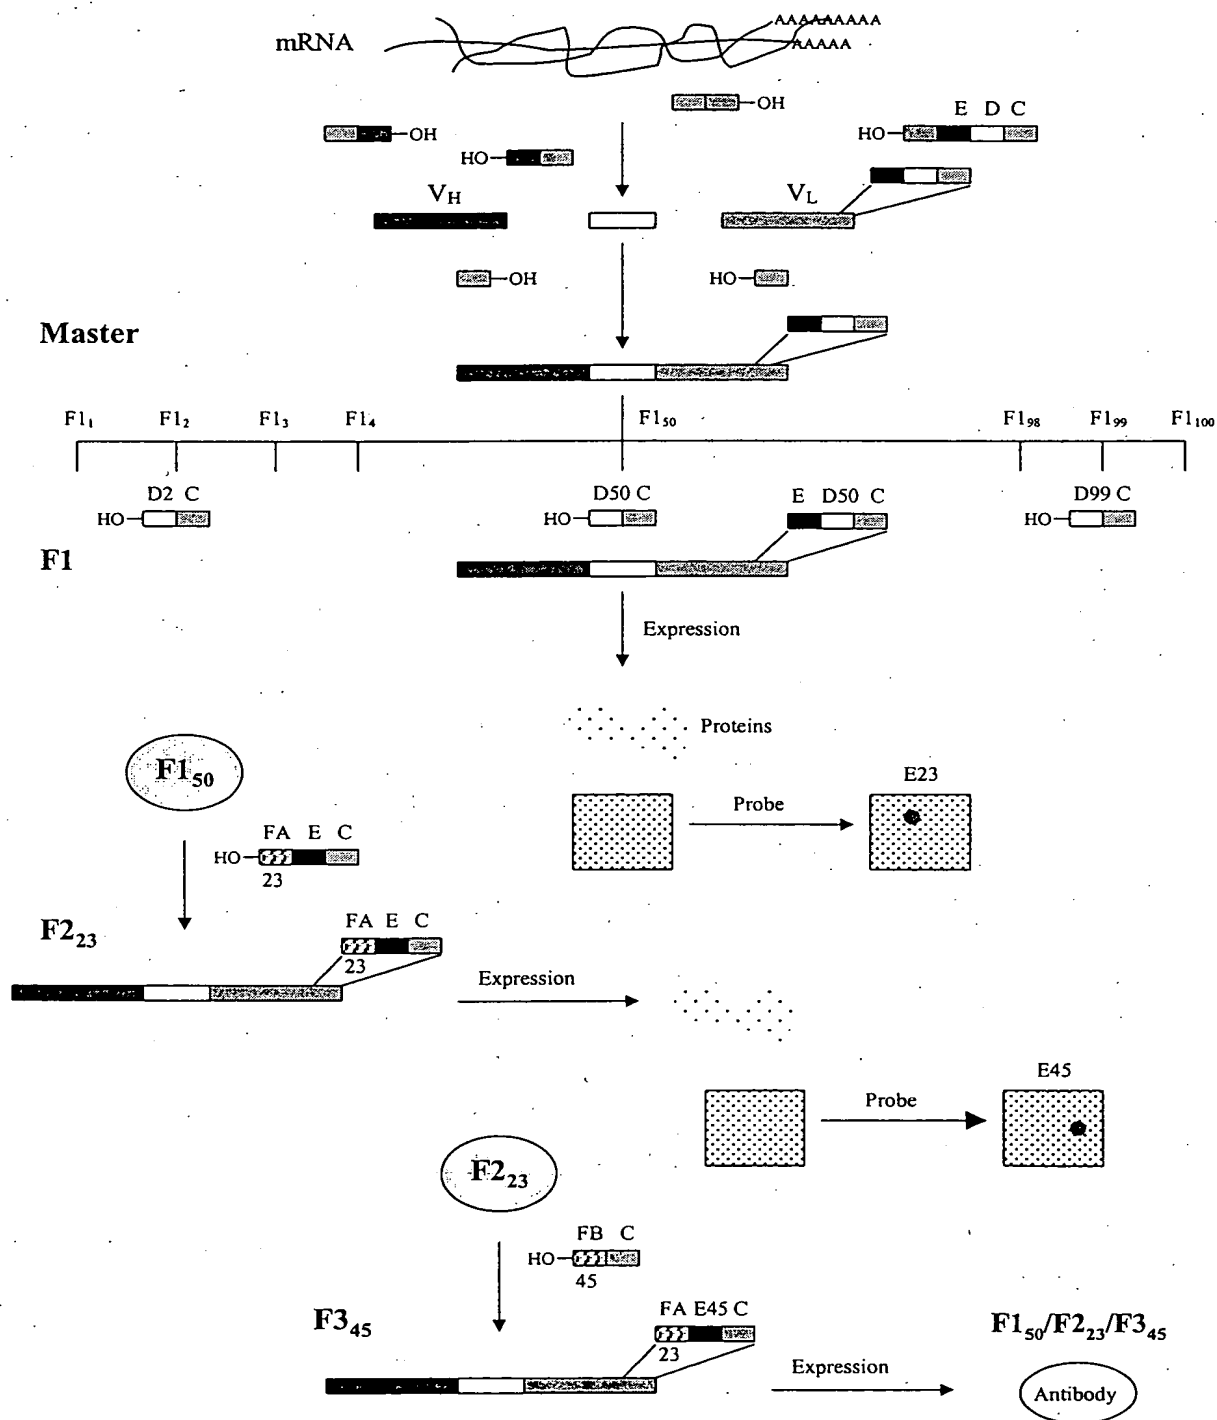 AAAAAAAAA
mRNA
AAAAA
OH
E D C
OH
HO
HO
V_H
V_L
OH
HO
Master
F1₁ F1₂ F1₃ F1₄ F1₅₀ F1₉₈ F1₉₉ F1₁₀₀
D2 C
D50 C
E D50 C
D99 C
HO
HO
HO
F1
Expression
Proteins
F1₅₀
E23
Probe
FA E C
HO
23
F2₂₃
FA E C
23
Expression
E45
Probe
F2₂₃
FB C
HO
45
F3₄₅
FA E45 C
23
F1₅₀/F2₂₃/F3₄₅
Expression
Antibody